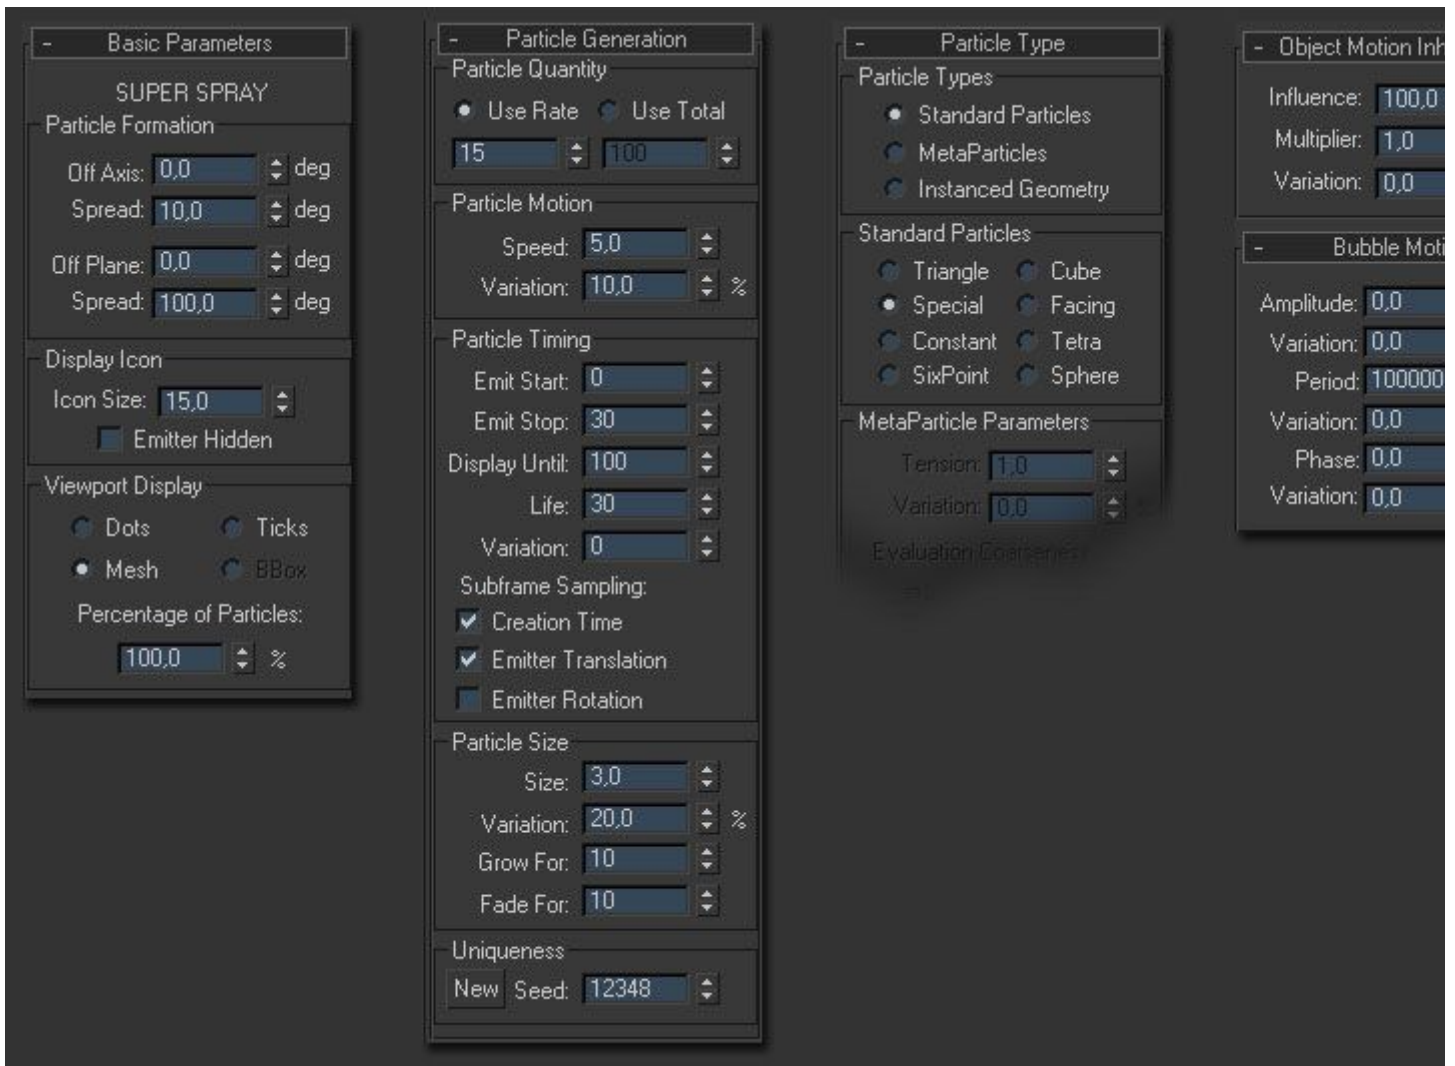 - Basic Parameters
SUPER SPRAY
Particle Formation
Off Axis: 0,0 deg
Spread: 10,0 deg
Off Plane: 0,0 deg
Spread: 100,0 deg
Display Icon
Icon Size: 15,0
Emitter Hidden
Viewport Display
Dots Ticks
Mesh BBox
Percentage of Particles:
100,0 %
- Particle Generation
Particle Quantity
Use Rate Use Total
15 100
Particle Motion
Speed: 5,0
Variation: 10,0 %
Particle Timing
Emit Start: 0
Emit Stop: 30
Display Until: 100
Life: 30
Variation: 0
Subframe Sampling:
Creation Time
Emitter Translation
Emitter Rotation
Particle Size
Size: 3,0
Variation: 20,0 %
Grow For: 10
Fade For: 10
Uniqueness
New Seed: 12348
- Particle Type
Particle Types
Standard Particles
MetaParticles
Instanced Geometry
Standard Particles
Triangle Cube
Special Facing
Constant Tetra
SixPoint Sphere
MetaParticle Parameters
Tension: 1,0
Variation: 0,0
Evaluation Coarseness
- Object Motion Inh
Influence: 100,0
Multiplier: 1,0
Variation: 0,0
- Bubble Moti
Amplitude: 0,0
Variation: 0,0
Period: 100000
Variation: 0,0
Phase: 0,0
Variation: 0,0